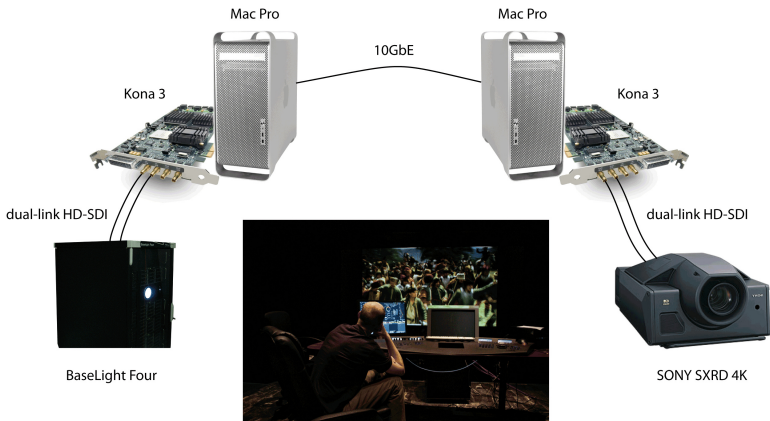 Mac Pro
Mac Pro
10GbE
Kona 3
Kona 3
dual-link HD-SDI
dual-link HD-SDI
BaseLight Four
SONY SXRD 4K